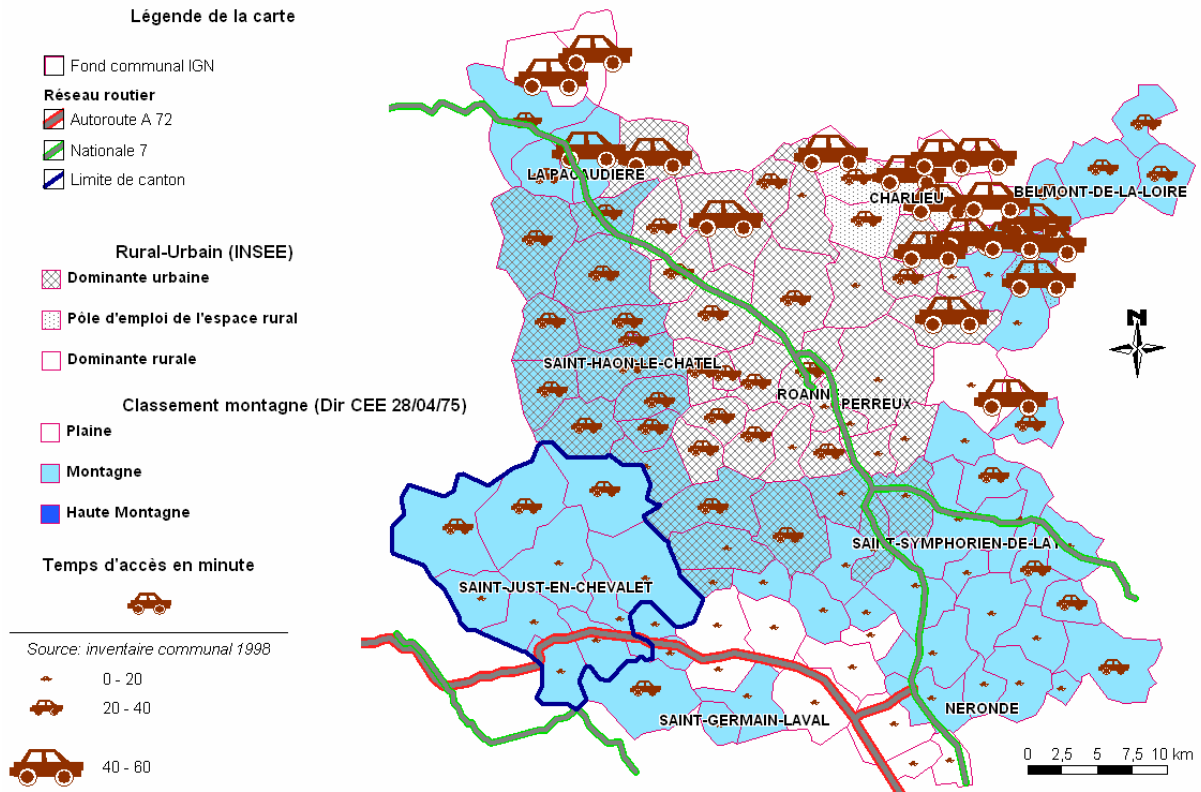 Légende de la carte
Fond communal IGN
Réseau routier
Autoroute A 72
Nationale 7
Limite de canton
Rural-Urbain (INSEE)
Dominante urbaine
Pôle d'emploi de l'espace rural
Dominante rurale
Classement montagne (Dir CEE 28/04/75)
Plaine
Montagne
Haute Montagne
Temps d'accès en minute
Source: inventaire communal 1998
0 - 20
20 - 40
40 - 60
LA PACAUDIERE
CHARLIEU
BELMONT-DE-LA-LOIRE
N
SAINT-HAON-LE-CHATEL
ROANNE
PERREUX
SAINT-SYMPHORIEN-DE-LAY
SAINT-JUST-EN-CHEVALET
SAINT-GERMAIN-LAVAL
NERONDE
0 2,5 5 7,5 10 km